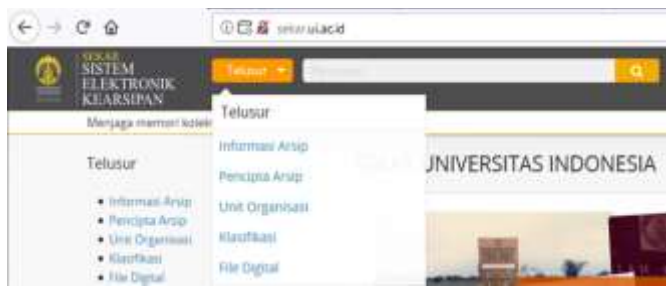 sekar.ui.ac.id
SEKAR
SISTEM
ELEKTRONIK
KEARSIPAN
Telusur
Menjaga memori
Telusur
Informasi Arsip
Pencipta Arsip
Unit Organisasi
Klasifikasi
File Digital
Telusur
Informasi Arsip
Pencipta Arsip
Unit Organisasi
Klasifikasi
File Digital
UNIVERSITAS INDONESIA